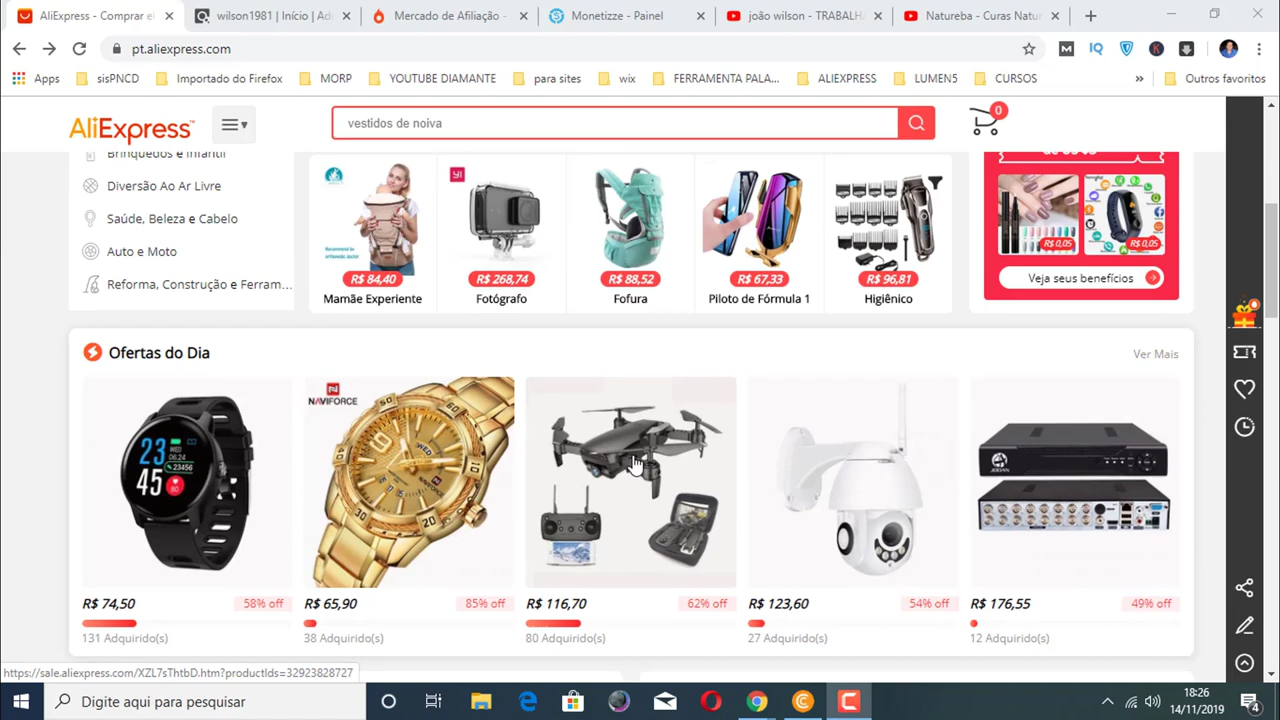 AliExpress - Comprar e
wilson1981 | Início | Adm
Mercado de Afiliação -
Monetizze - Painel
joão wilson - TRABALHA
Natureba - Curas Natur
pt.aliexpress.com
Apps
sisPNCD
Importado do Firefox
MORP
YOUTUBE DIAMANTE
para sites
wix
FERRAMENTA PALA...
ALIEXPRESS
LUMEN5
CURSOS
»
Outros favoritos
AliExpress
vestidos de noiva
0
Brinquedos e Infantil
Diversão Ao Ar Livre
Saúde, Beleza e Cabelo
Auto e Moto
Reforma, Construção e Ferram...
R$ 84,40
R$ 268,74
R$ 88,52
R$ 67,33
R$ 96,81
Mamãe Experiente
Fotógrafo
Fofura
Piloto de Fórmula 1
Higiênico
R$ 0,05
R$ 0,05
Veja seus benefícios
Ofertas do Dia
Ver Mais
NAVIFORCE
R$ 74,50
58% off
R$ 65,90
85% off
R$ 116,70
62% off
R$ 123,60
54% off
R$ 176,55
49% off
131 Adquirido(s)
38 Adquirido(s)
80 Adquirido(s)
27 Adquirido(s)
12 Adquirido(s)
https://sale.aliexpress.com/XZL7sThtbD.htm?productIds=32923828727
Digite aqui para pesquisar
18:26
14/11/2019
4